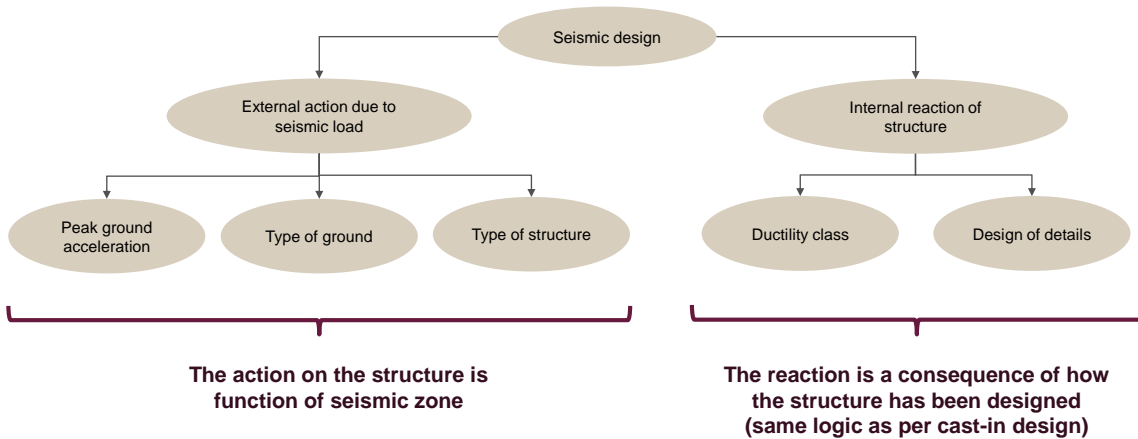 Seismic design
External action due to
seismic load
Internal reaction of
structure
Peak ground
acceleration
Type of ground
Type of structure
Ductility class
Design of details
The action on the structure is
function of seismic zone
The reaction is a consequence of how
the structure has been designed
(same logic as per cast-in design)